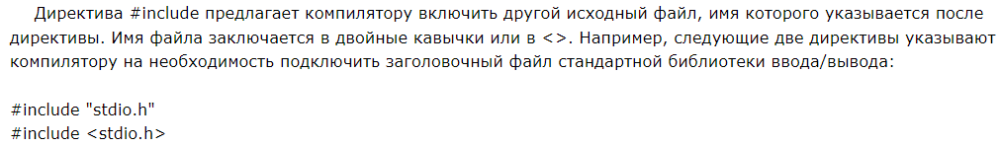 Директива #include предлагает компилятору включить другой исходный файл, имя которого указывается после
директивы. Имя файла заключается в двойные кавычки или в <>. Например, следующие две директивы указывают
компилятору на необходимость подключить заголовочный файл стандартной библиотеки ввода/вывода:
#include "stdio.h"
#include <stdio.h>